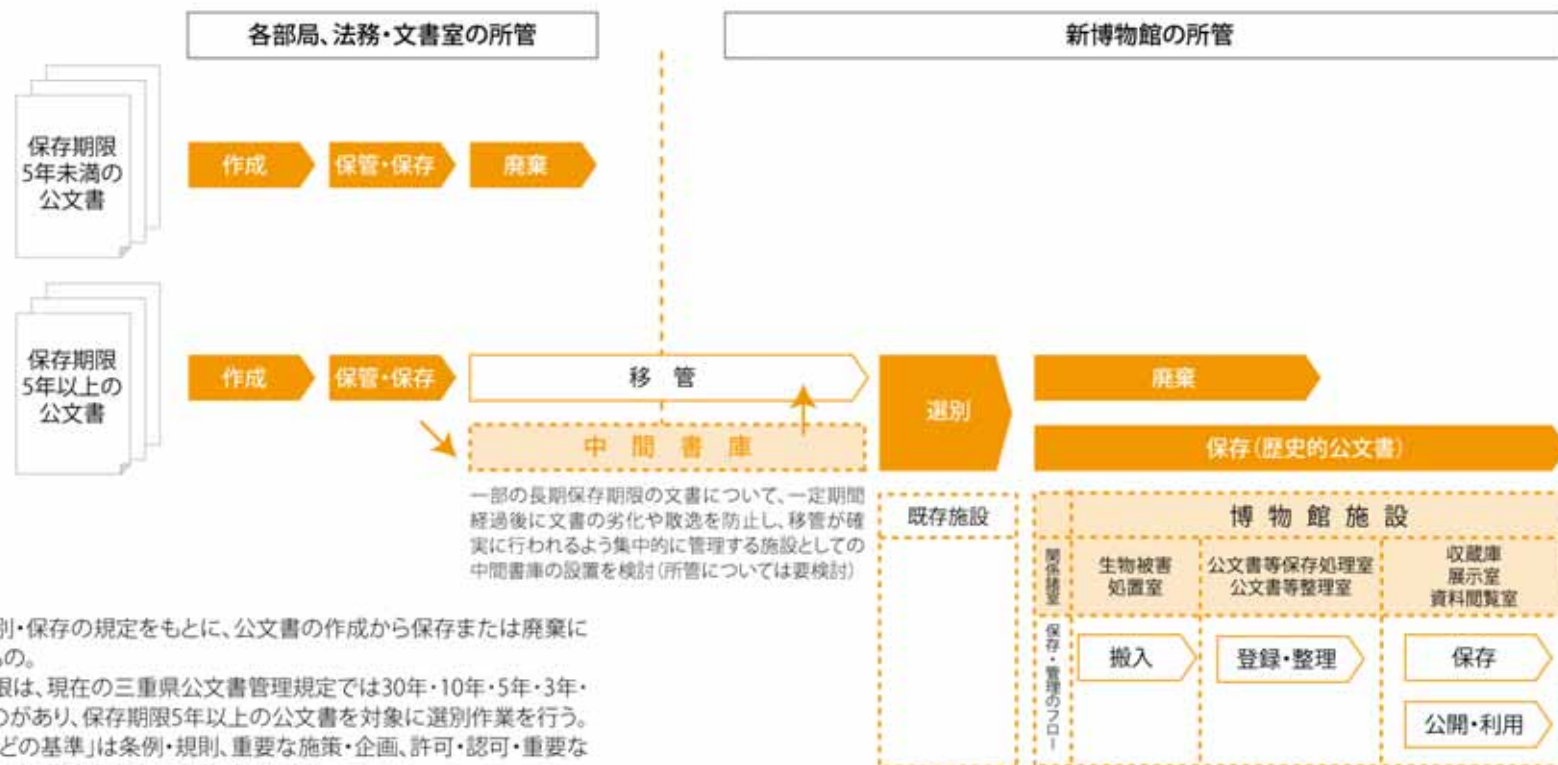 各部局、法務・文書室の所管
新博物館の所管
保存期限
5年未満の
公文書
作成
保管・保存
廃棄
保存期限
5年以上の
公文書
作成
保管・保存
移 管
中 間 書 庫
一部の長期保存期限の文書について、一定期間
経過後に文書の劣化や散逸を防止し、移管が確
実に行われるよう集中的に管理する施設としての
中間書庫の設置を検討(所管については要検討)
選別
廃棄
保存(歴史的公文書)
既存施設
博 物 館 施 設
関係諸室
生物被害
処置室
公文書等保存処理室
公文書等整理室
収蔵庫
展示室
資料閲覧室
保存・管理のフロー
搬入
登録・整理
保存
公開・利用
別・保存の規定をもとに、公文書の作成から保存または廃棄に
の。
限は、現在の三重県公文書管理規定では30年・10年・5年・3年・
のがあり、保存期限5年以上の公文書を対象に選別作業を行う。
どの基準」は条例・規則、重要な施策・企画、許可・認可・重要な